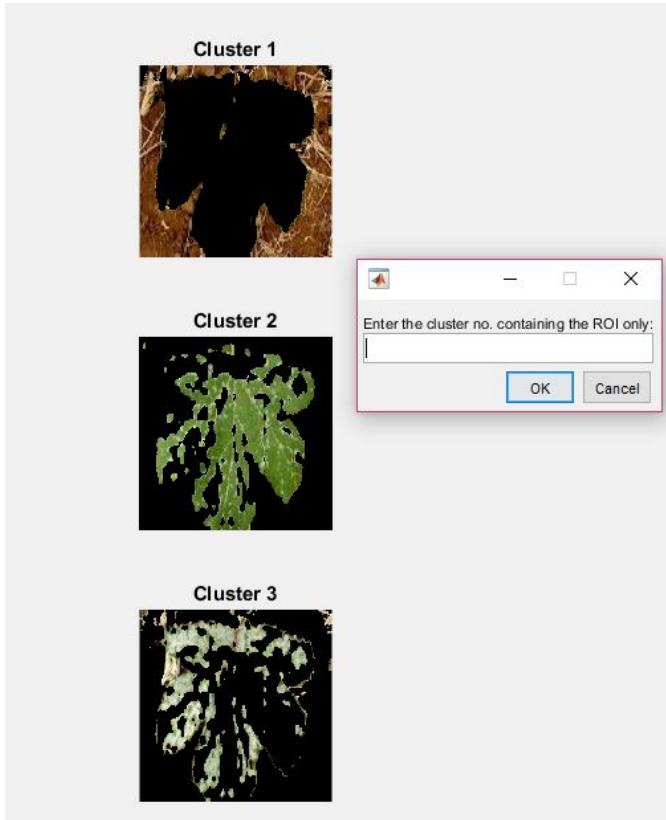 Cluster 1
Cluster 2
Enter the cluster no. containing the ROI only:
OK
Cancel
Cluster 3